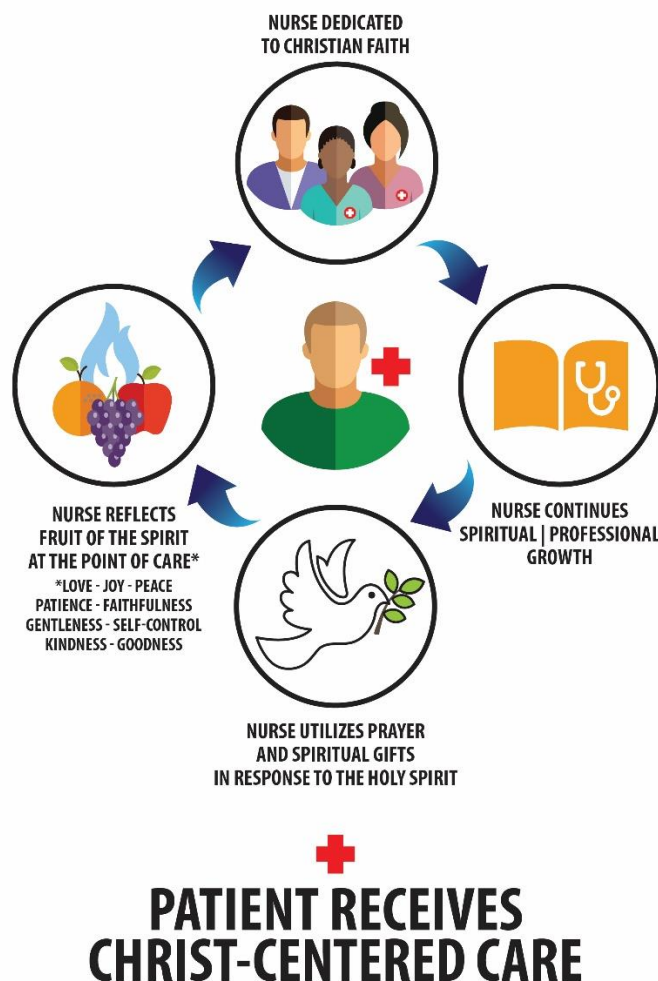 NURSE DEDICATED
TO CHRISTIAN FAITH
NURSE CONTINUES
SPIRITUAL | PROFESSIONAL
GROWTH
NURSE UTILIZES PRAYER
AND SPIRITUAL GIFTS
IN RESPONSE TO THE HOLY SPIRIT
NURSE REFLECTS
FRUIT OF THE SPIRIT
AT THE POINT OF CARE*
*LOVE - JOY - PEACE
PATIENCE - FAITHFULNESS
GENTLENESS - SELF-CONTROL
KINDNESS - GOODNESS
PATIENT RECEIVES
CHRIST-CENTERED CARE